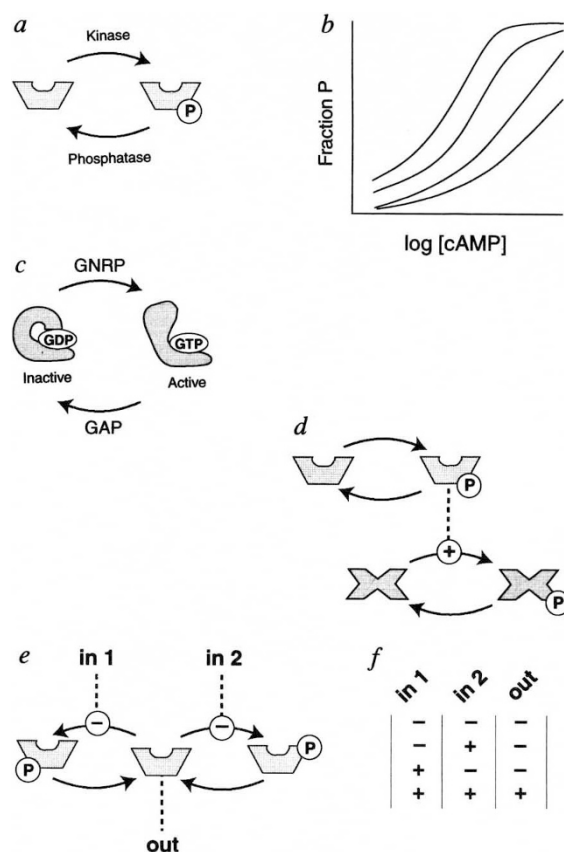 a
Kinase
P
Phosphatase
b
Fraction P
log [cAMP]
c
GNRP
GDP
GTP
Inactive
Active
GAP
d
P
+
P
e
in 1
in 2
− −
P
P
out
f
in 1 in 2 out
− − −
− + −
+ − −
+ + +